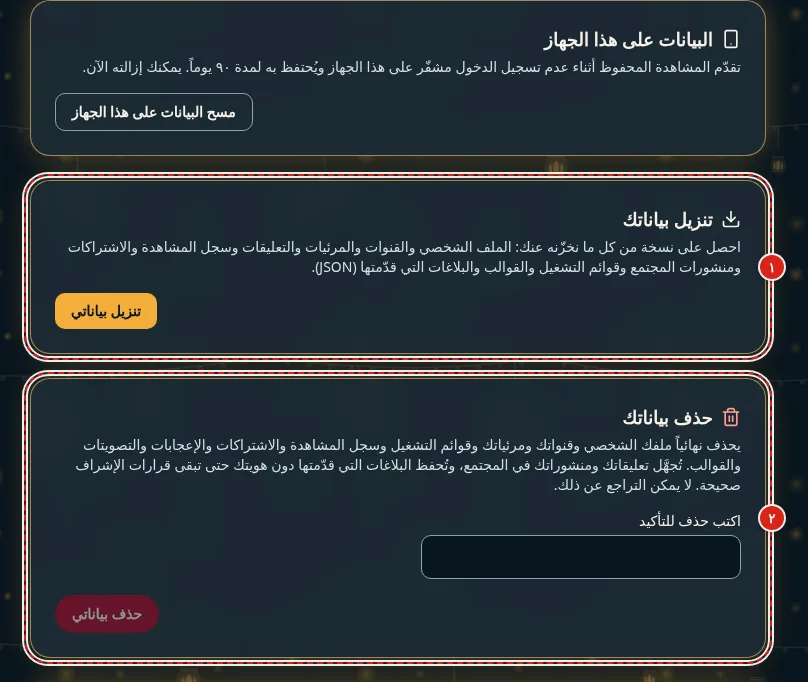 البيانات على هذا الجهاز
تقدّم المشاهدة المحفوظ أثناء عدم تسجيل الدخول مشفّر على هذا الجهاز ويُحتفظ به لمدة ٩٠ يوماً. يمكنك إزالته الآن.
مسح البيانات على هذا الجهاز
تنزيل بياناتك
احصل على نسخة من كل ما نخزّنه عنك: الملف الشخصي والقنوات والمرئيات والتعليقات وسجل المشاهدة والاشتراكات
ومنشورات المجتمع وقوائم التشغيل والقوالب والبلاغات التي قدّمتها (JSON).
١
تنزيل بياناتي
حذف بياناتك
يحذف نهائياً ملفك الشخصي وقنواتك ومرئياتك وقوائم التشغيل وسجل المشاهدة والاشتراكات والإعجابات والتصويتات
والقوالب. تُجهَّل تعليقاتك ومنشوراتك في المجتمع، وتُحفظ البلاغات التي قدّمتها دون هويتك حتى تبقى قرارات الإشراف
صحيحة. لا يمكن التراجع عن ذلك.
٢
اكتب حذف للتأكيد
حذف بياناتي